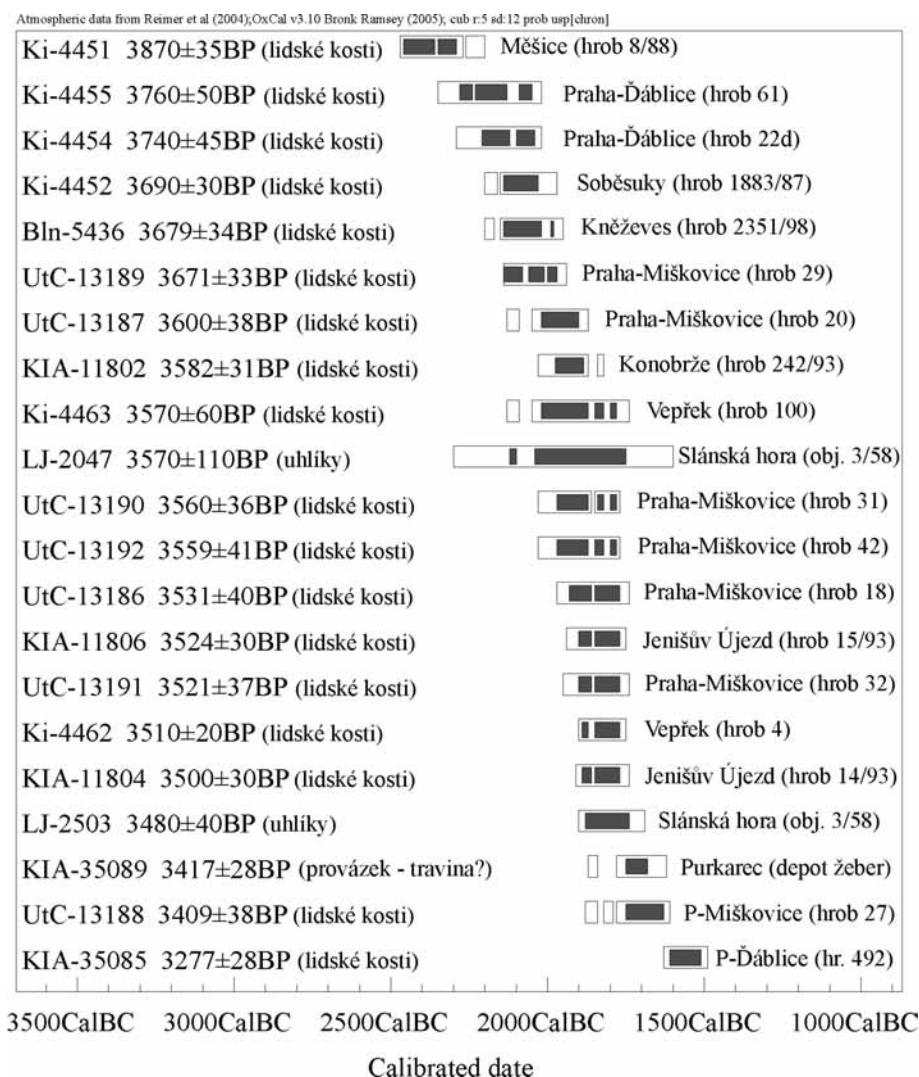 Atmospheric data from Reimer et al (2004);OxCal v3.10 Bronk Ramsey (2005); cub r:5 sd:12 prob usp[chron]
Ki-4451 3870±35BP (lidské kosti) Měšice (hrob 8/88)
Ki-4455 3760±50BP (lidské kosti) Praha-Ďáblice (hrob 61)
Ki-4454 3740±45BP (lidské kosti) Praha-Ďáblice (hrob 22d)
Ki-4452 3690±30BP (lidské kosti) Soběsuky (hrob 1883/87)
Bln-5436 3679±34BP (lidské kosti) Kněževes (hrob 2351/98)
UtC-13189 3671±33BP (lidské kosti) Praha-Miškovice (hrob 29)
UtC-13187 3600±38BP (lidské kosti) Praha-Miškovice (hrob 20)
KIA-11802 3582±31BP (lidské kosti) Konobrže (hrob 242/93)
Ki-4463 3570±60BP (lidské kosti) Vepřek (hrob 100)
LJ-2047 3570±110BP (uhlíky) Slánská hora (obj. 3/58)
UtC-13190 3560±36BP (lidské kosti) Praha-Miškovice (hrob 31)
UtC-13192 3559±41BP (lidské kosti) Praha-Miškovice (hrob 42)
UtC-13186 3531±40BP (lidské kosti) Praha-Miškovice (hrob 18)
KIA-11806 3524±30BP (lidské kosti) Jenišův Újezd (hrob 15/93)
UtC-13191 3521±37BP (lidské kosti) Praha-Miškovice (hrob 32)
Ki-4462 3510±20BP (lidské kosti) Vepřek (hrob 4)
KIA-11804 3500±30BP (lidské kosti) Jenišův Újezd (hrob 14/93)
LJ-2503 3480±40BP (uhlíky) Slánská hora (obj. 3/58)
KIA-35089 3417±28BP (provázek - travina?) Purkarec (depot žeber)
UtC-13188 3409±38BP (lidské kosti) P-Miškovice (hrob 27)
KIA-35085 3277±28BP (lidské kosti) P-Ďáblice (hr. 492)
3500CalBC 3000CalBC 2500CalBC 2000CalBC 1500CalBC 1000CalBC
Calibrated date